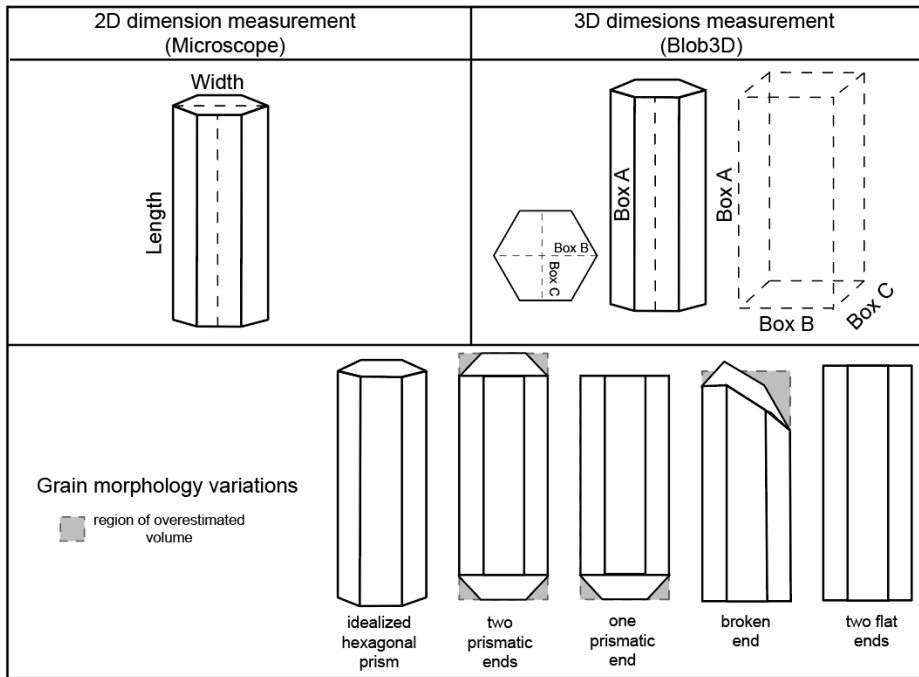 2D dimension measurement
(Microscope)
3D dimesions measurement
(Blob3D)
Width
Length
Box B
Box C
Box A
Box A
Box B
Box C
Grain morphology variations
region of overestimated
volume
idealized
hexagonal
prism
two
prismatic
ends
one
prismatic
end
broken
end
two flat
ends